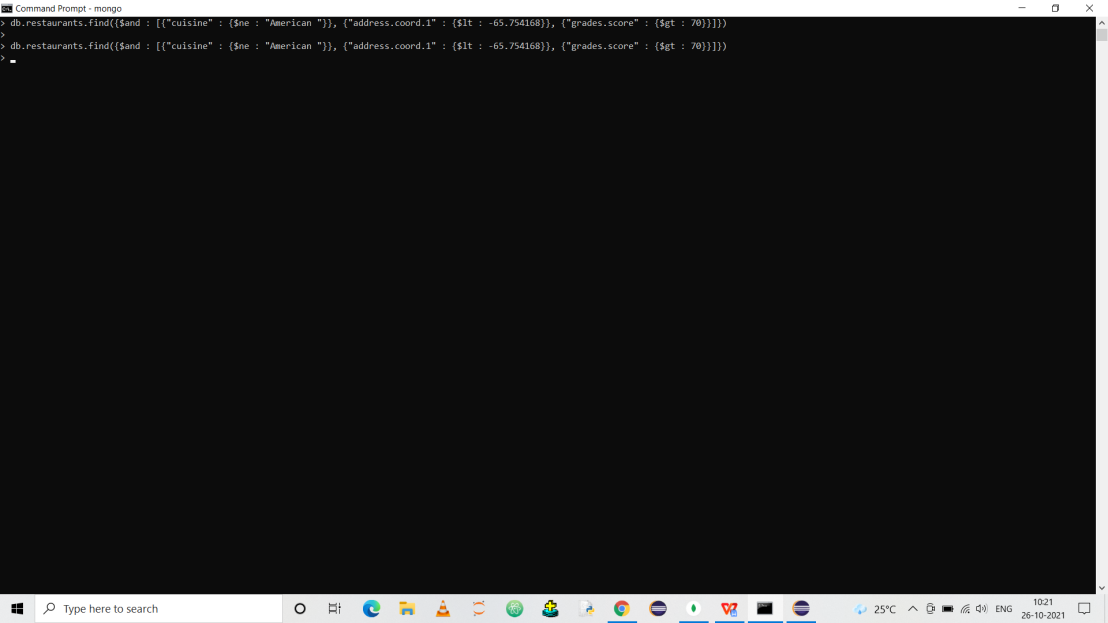 Command Prompt - mongo
> db.restaurants.find({$and : [{"cuisine" : {$ne : "American "}}, {"address.coord.1" : {$lt : -65.754168}}, {"grades.score" : {$gt : 70}}]})
>
> db.restaurants.find({$and : [{"cuisine" : {$ne : "American "}}, {"address.coord.1" : {$lt : -65.754168}}, {"grades.score" : {$gt : 70}}]})
>
Type here to search
25°C
ENG
10:21
26-10-2021